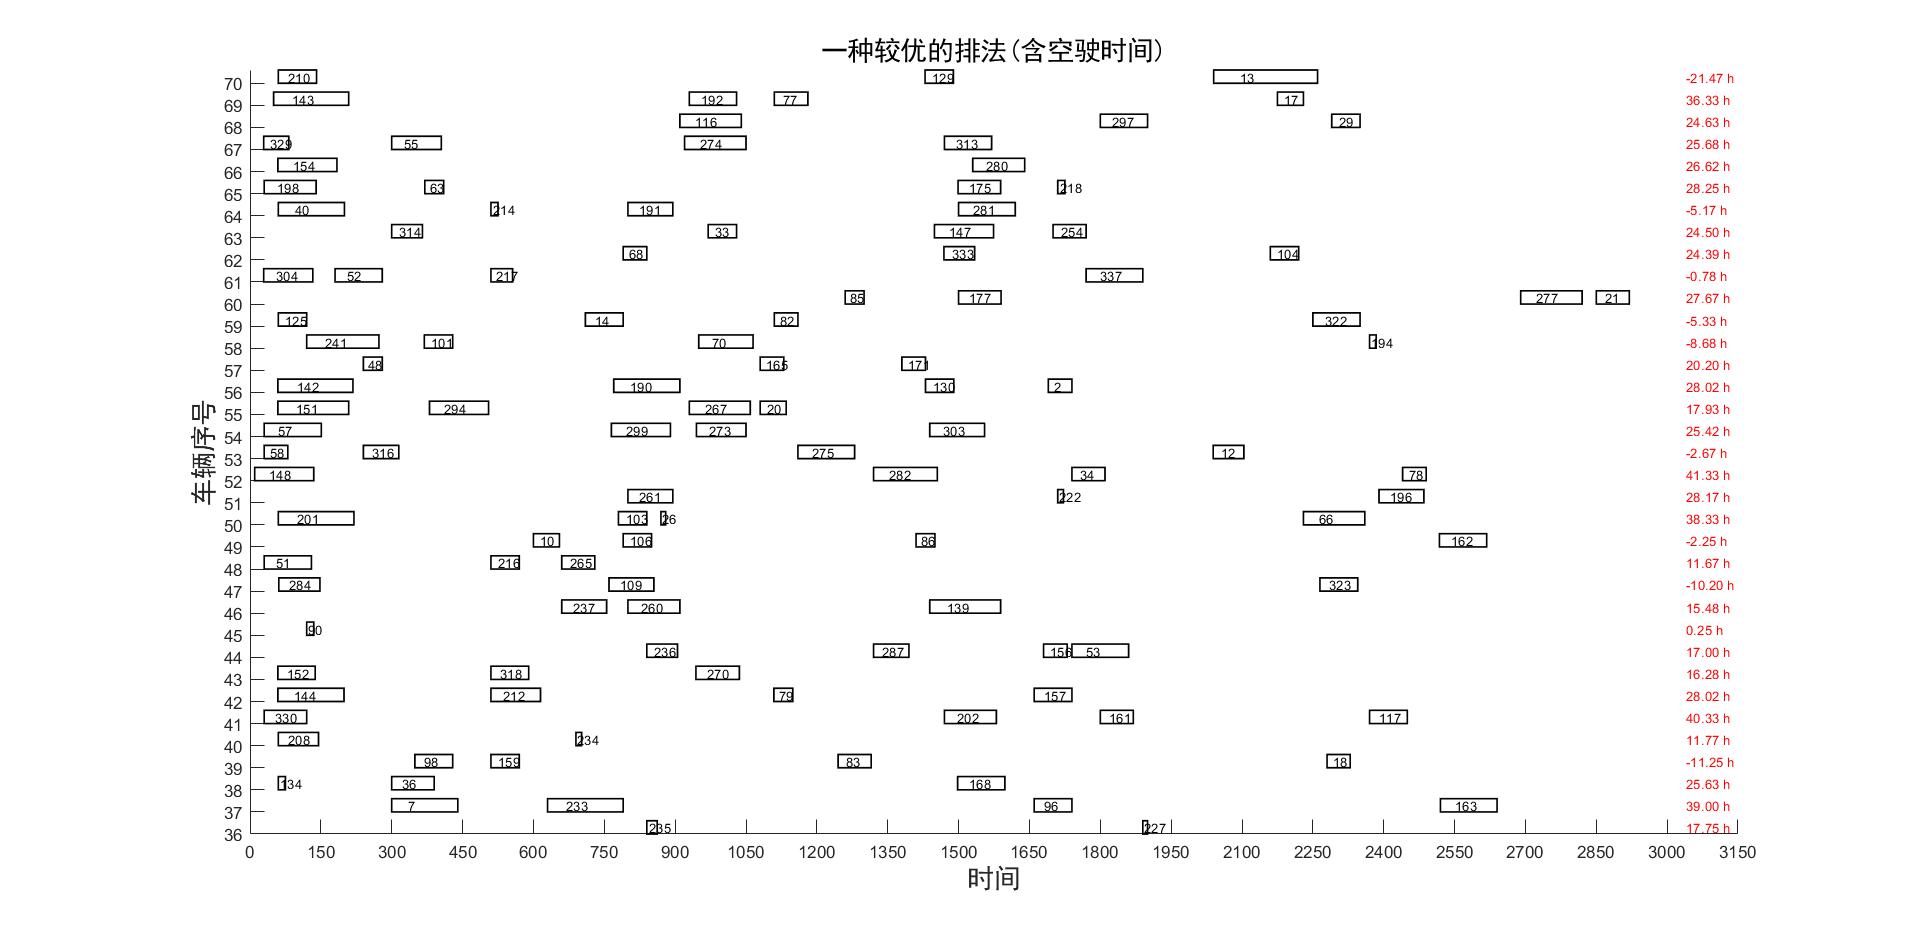 一种较优的排法(含空驶时间)
70 210 129 13 -21.47 h
69 143 192 77 17 36.33 h
68 116 297 29 24.63 h
67 329 55 274 313 25.68 h
66 154 280 26.62 h
65 198 63 175 218 28.25 h
64 40 214 191 281 -5.17 h
63 314 33 147 254 24.50 h
62 68 333 104 24.39 h
61 304 52 217 337 -0.78 h
60 85 177 277 21 27.67 h
59 125 14 82 322 -5.33 h
58 241 101 70 194 -8.68 h
57 48 165 171 20.20 h
56 142 190 130 2 28.02 h
55 151 294 267 20 17.93 h
54 57 299 273 303 25.42 h
53 58 316 275 12 -2.67 h
52 148 282 34 78 41.33 h
51 261 222 196 28.17 h
50 201 103 26 66 38.33 h
49 10 106 86 162 -2.25 h
48 51 216 265 11.67 h
47 284 109 323 -10.20 h
46 237 260 139 15.48 h
45 90 0.25 h
44 236 287 156 53 17.00 h
43 152 318 270 16.28 h
42 144 212 79 157 28.02 h
41 330 202 161 117 40.33 h
40 208 234 11.77 h
39 98 159 83 18 -11.25 h
38 134 36 168 25.63 h
37 7 233 96 163 39.00 h
36 235 227 17.75 h
车辆序号
0 150 300 450 600 750 900 1050 1200 1350 1500 1650 1800 1950 2100 2250 2400 2550 2700 2850 3000 3150
时间